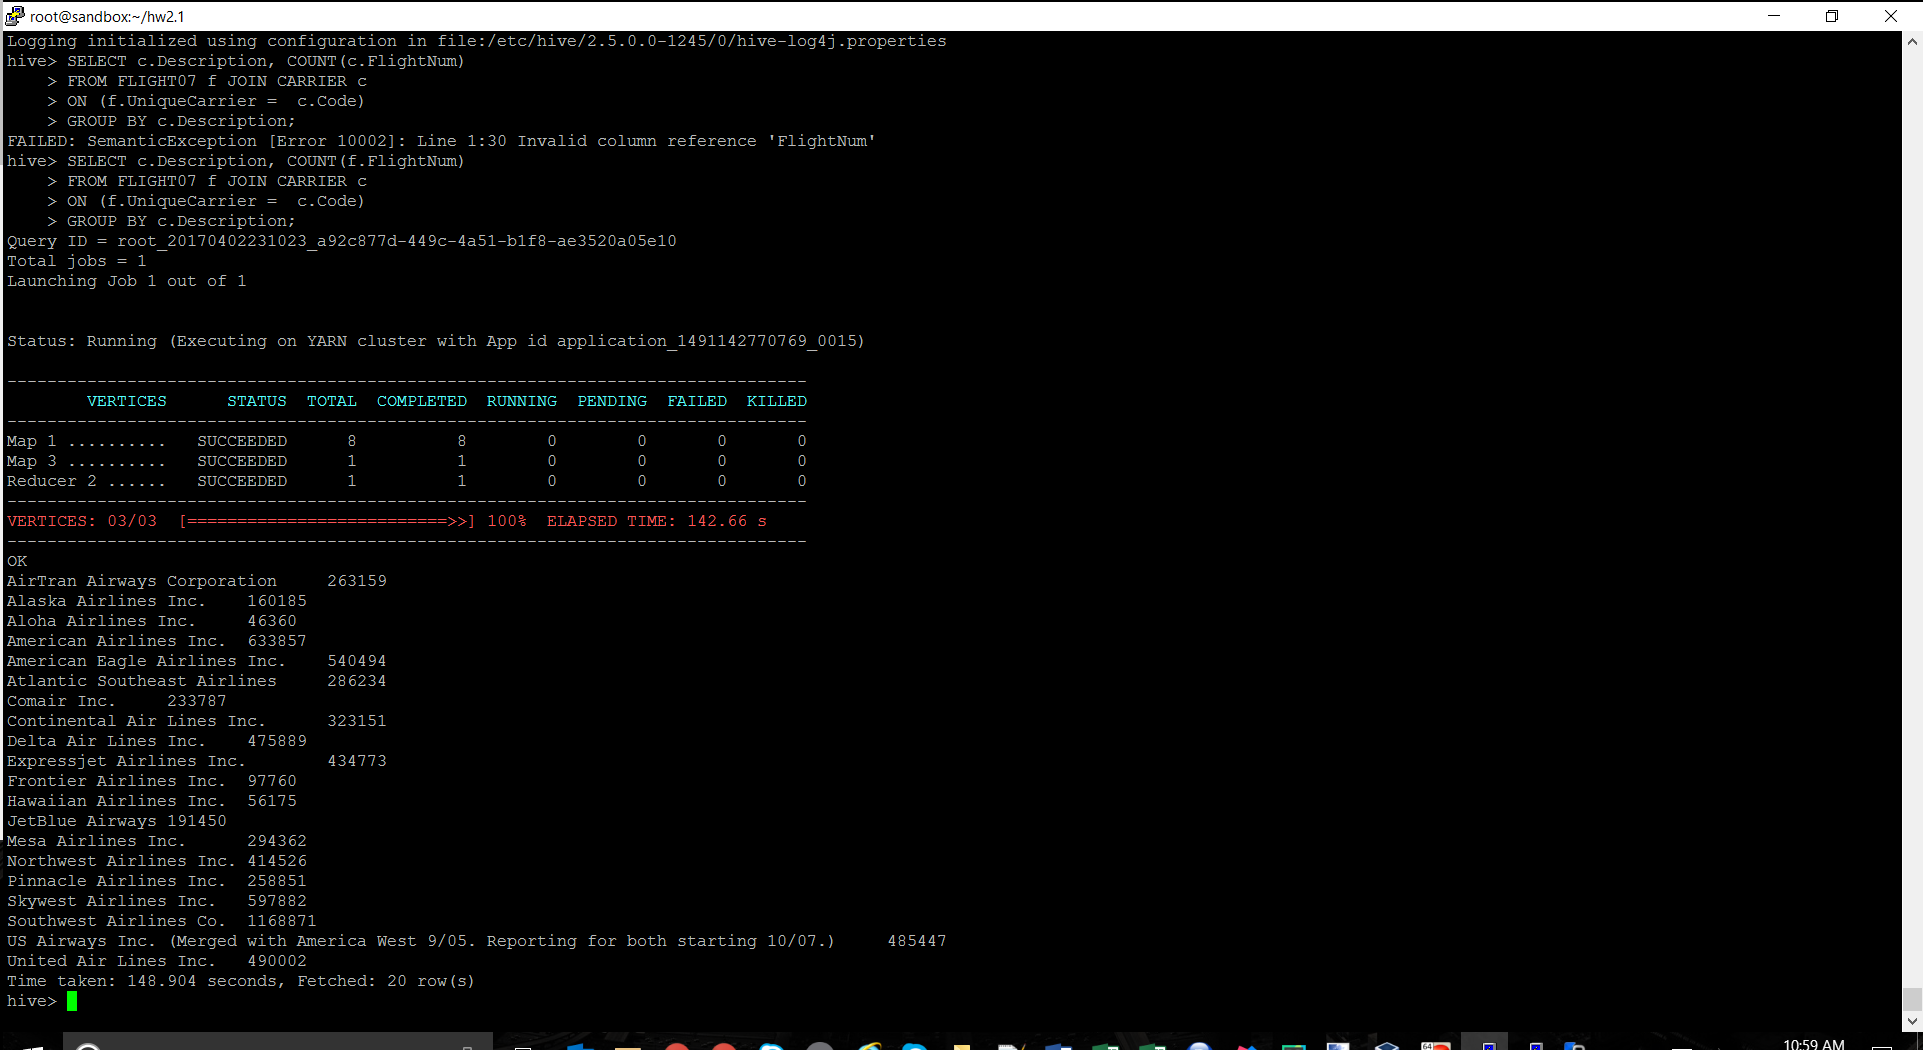 root@sandbox:~/hw2.1
Logging initialized using configuration in file:/etc/hive/2.5.0.0-1245/0/hive-log4j.properties
hive> SELECT c.Description, COUNT(c.FlightNum)
    > FROM FLIGHT07 f JOIN CARRIER c
    > ON (f.UniqueCarrier =  c.Code)
    > GROUP BY c.Description;
FAILED: SemanticException [Error 10002]: Line 1:30 Invalid column reference 'FlightNum'
hive> SELECT c.Description, COUNT(f.FlightNum)
    > FROM FLIGHT07 f JOIN CARRIER c
    > ON (f.UniqueCarrier =  c.Code)
    > GROUP BY c.Description;
Query ID = root_20170402231023_a92c877d-449c-4a51-b1f8-ae3520a05e10
Total jobs = 1
Launching Job 1 out of 1
Status: Running (Executing on YARN cluster with App id application_1491142770769_0015)
--------------------------------------------------------------------------------
        VERTICES      STATUS  TOTAL  COMPLETED  RUNNING  PENDING  FAILED  KILLED
--------------------------------------------------------------------------------
Map 1 ..........   SUCCEEDED      8          8        0        0       0       0
Map 3 ..........   SUCCEEDED      1          1        0        0       0       0
Reducer 2 ......   SUCCEEDED      1          1        0        0       0       0
--------------------------------------------------------------------------------
VERTICES: 03/03  [==========================>>] 100%  ELAPSED TIME: 142.66 s
--------------------------------------------------------------------------------
OK
AirTran Airways Corporation     263159
Alaska Airlines Inc.    160185
Aloha Airlines Inc.     46360
American Airlines Inc.  633857
American Eagle Airlines Inc.    540494
Atlantic Southeast Airlines     286234
Comair Inc.     233787
Continental Air Lines Inc.      323151
Delta Air Lines Inc.    475889
Expressjet Airlines Inc.        434773
Frontier Airlines Inc.  97760
Hawaiian Airlines Inc.  56175
JetBlue Airways 191450
Mesa Airlines Inc.      294362
Northwest Airlines Inc. 414526
Pinnacle Airlines Inc.  258851
Skywest Airlines Inc.   597882
Southwest Airlines Co.  1168871
US Airways Inc. (Merged with America West 9/05. Reporting for both starting 10/07.)     485447
United Air Lines Inc.   490002
Time taken: 148.904 seconds, Fetched: 20 row(s)
hive>
64
10:59 AM